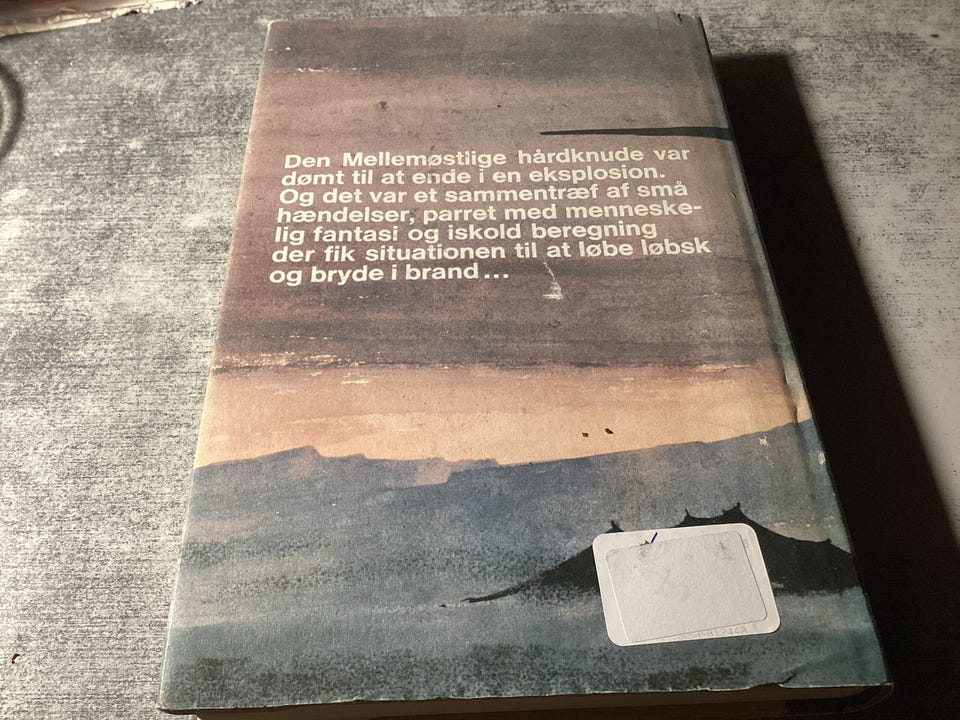 Den Mellemøstlige hårdknude var
dømt til at ende i en eksplosion.
Og det var et sammentræf af små
hændelser, parret med menneske-
lig fantasi og iskold beregning
der fik situationen til at løbe løbsk
og bryde i brand...